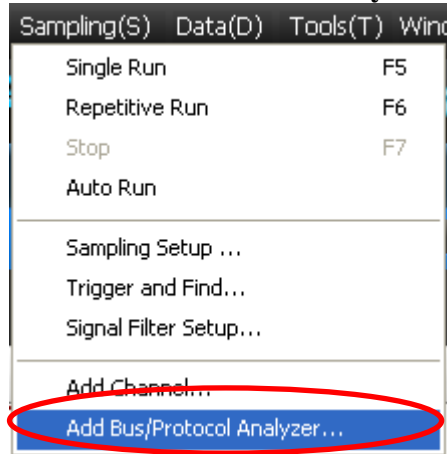 Sampling(S) Data(D) Tools(T)
Single Run F5
Repetitive Run F6
Stop F7
Auto Run
Sampling Setup ...
Trigger and Find...
Signal Filter Setup...
Add Channel...
Add Bus/Protocol Analyzer...